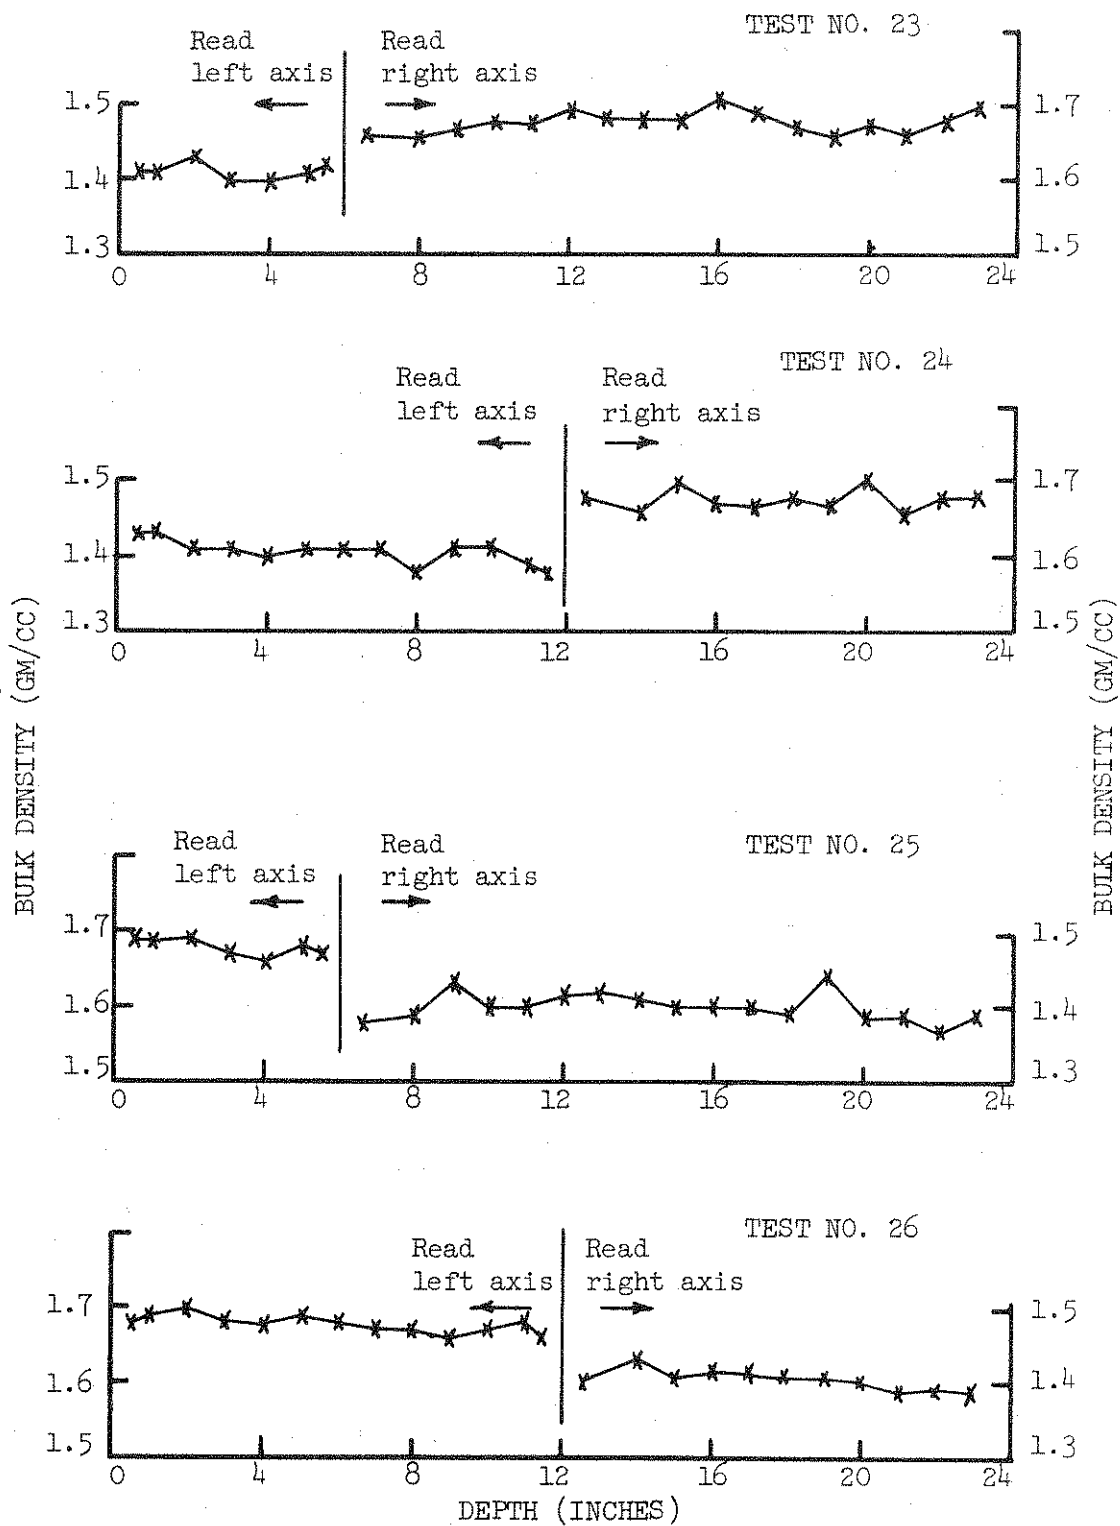 TEST NO. 23
Read
left axis
Read
right axis
1.5
1.4
1.3
1.7
1.6
1.5
0 4 8 12 16 20 24
TEST NO. 24
Read
left axis
Read
right axis
1.5
1.4
1.3
1.7
1.6
1.5
0 4 8 12 16 20 24
BULK DENSITY (GM/CC)
BULK DENSITY (GM/CC)
TEST NO. 25
Read
left axis
Read
right axis
1.7
1.6
1.5
1.5
1.4
1.3
0 4 8 12 16 20 24
TEST NO. 26
Read
left axis
Read
right axis
1.7
1.6
1.5
1.5
1.4
1.3
0 4 8 12 16 20 24
DEPTH (INCHES)